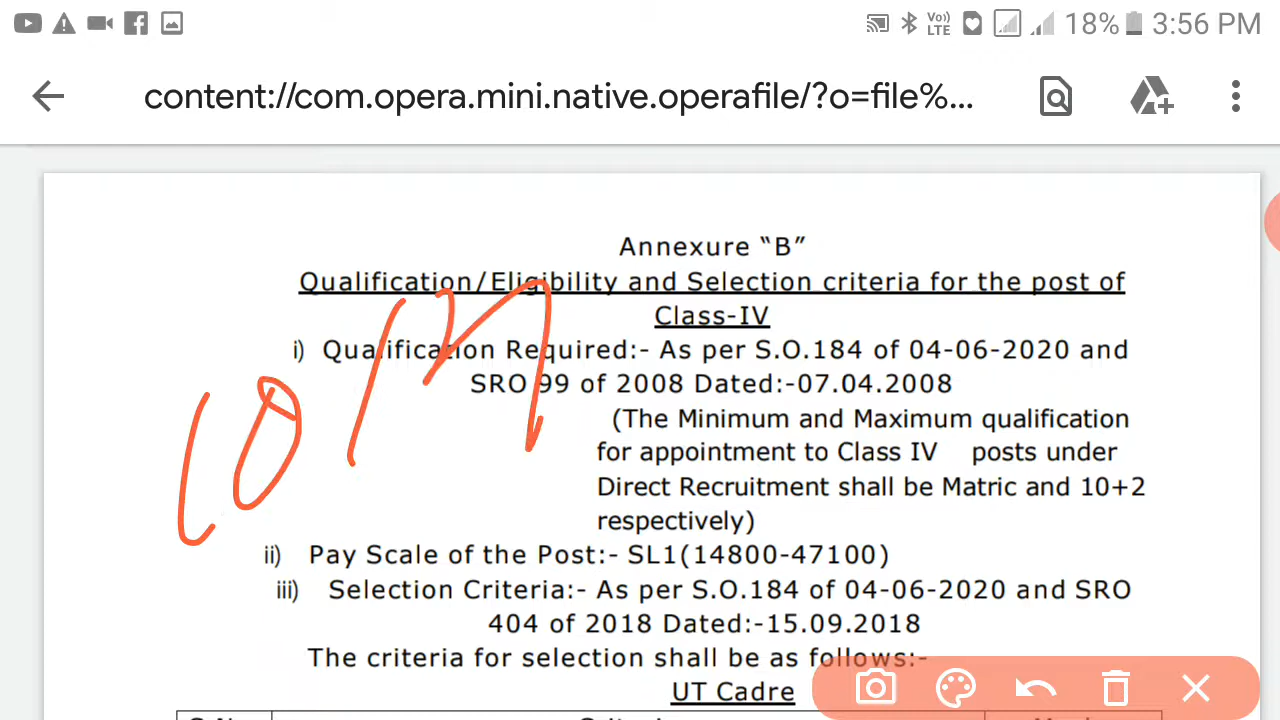 Vo)
LTE
18%
3:56 PM
content://com.opera.mini.native.operafile/?o=file%...
Annexure “B”
Qualification/Eligibility and Selection criteria for the post of
Class-IV
i) Qualification Required:- As per S.O.184 of 04-06-2020 and
SRO 99 of 2008 Dated:-07.04.2008
(The Minimum and Maximum qualification
for appointment to Class IV posts under
Direct Recruitment shall be Matric and 10+2
respectively)
ii) Pay Scale of the Post:- SL1(14800-47100)
iii) Selection Criteria:- As per S.O.184 of 04-06-2020 and SRO
404 of 2018 Dated:-15.09.2018
The criteria for selection shall be as follows:-
UT Cadre